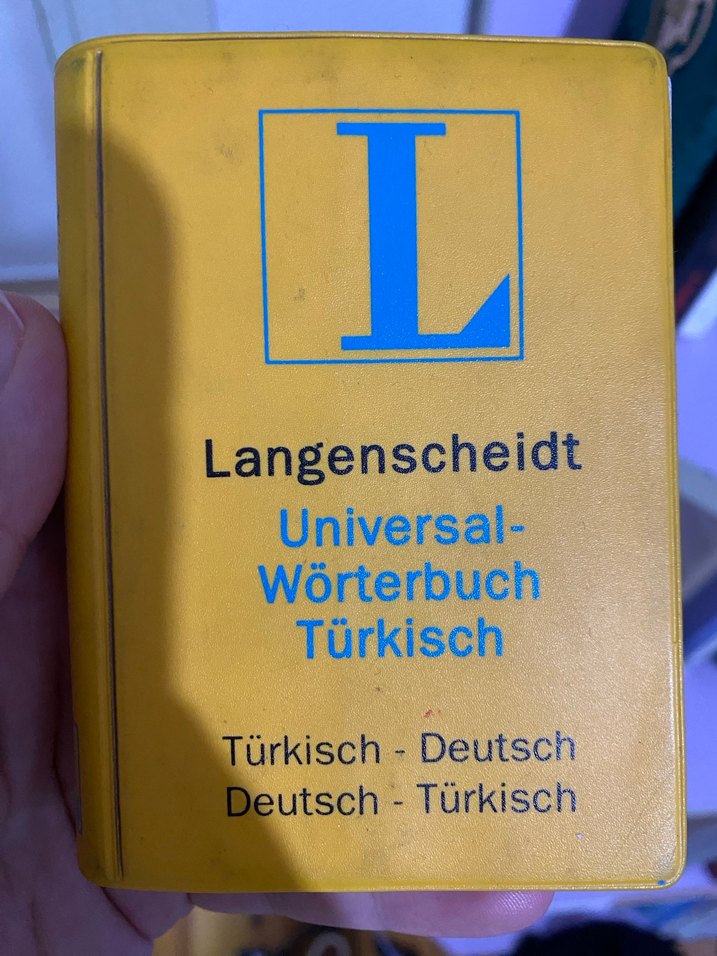 L
Langenscheidt
Universal-
Wörterbuch
Türkisch
Türkisch - Deutsch
Deutsch - Türkisch